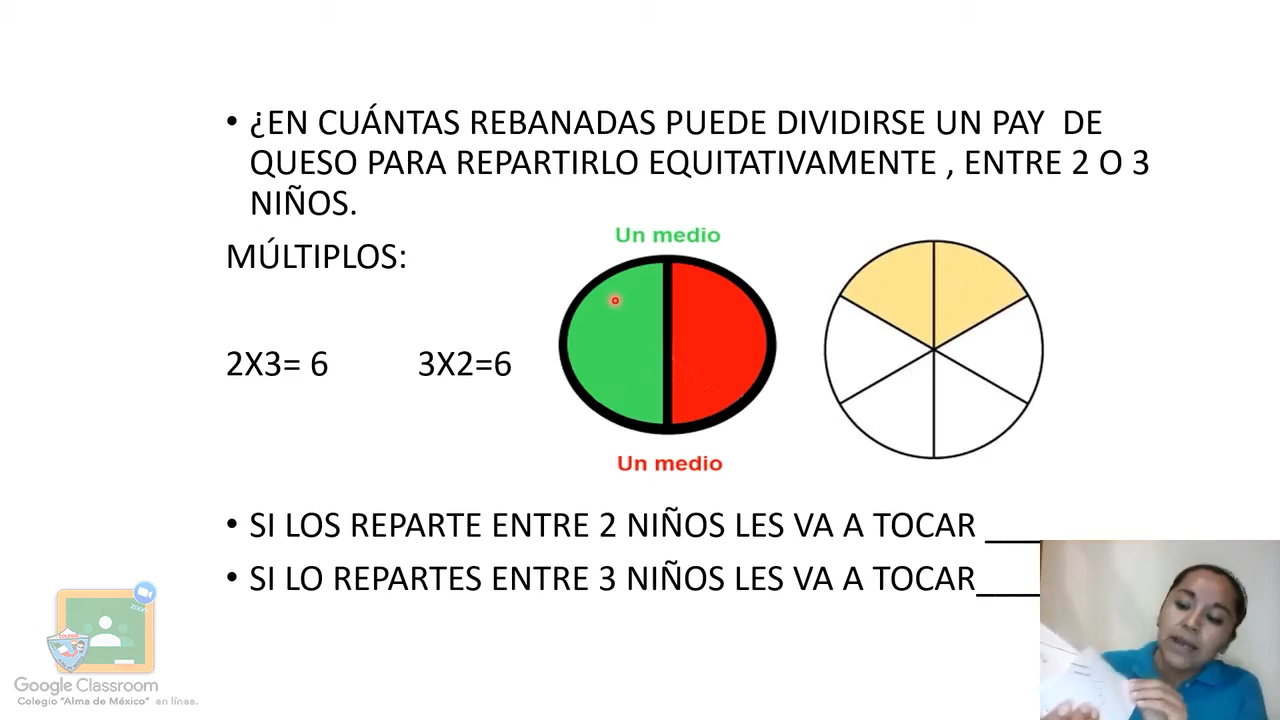 • ¿EN CUÁNTAS REBANADAS PUEDE DIVIDIRSE UN PAY DE
QUESO PARA REPARTIRLO EQUITATIVAMENTE , ENTRE 2 O 3
NIÑOS.
MÚLTIPLOS:
Un medio
2X3= 6 3X2=6
Un medio
• SI LOS REPARTE ENTRE 2 NIÑOS LES VA A TOCAR ____
• SI LO REPARTES ENTRE 3 NIÑOS LES VA A TOCAR____
zoom
COLEGIO
Google Classroom
Colegio "Alma de México" en línea.